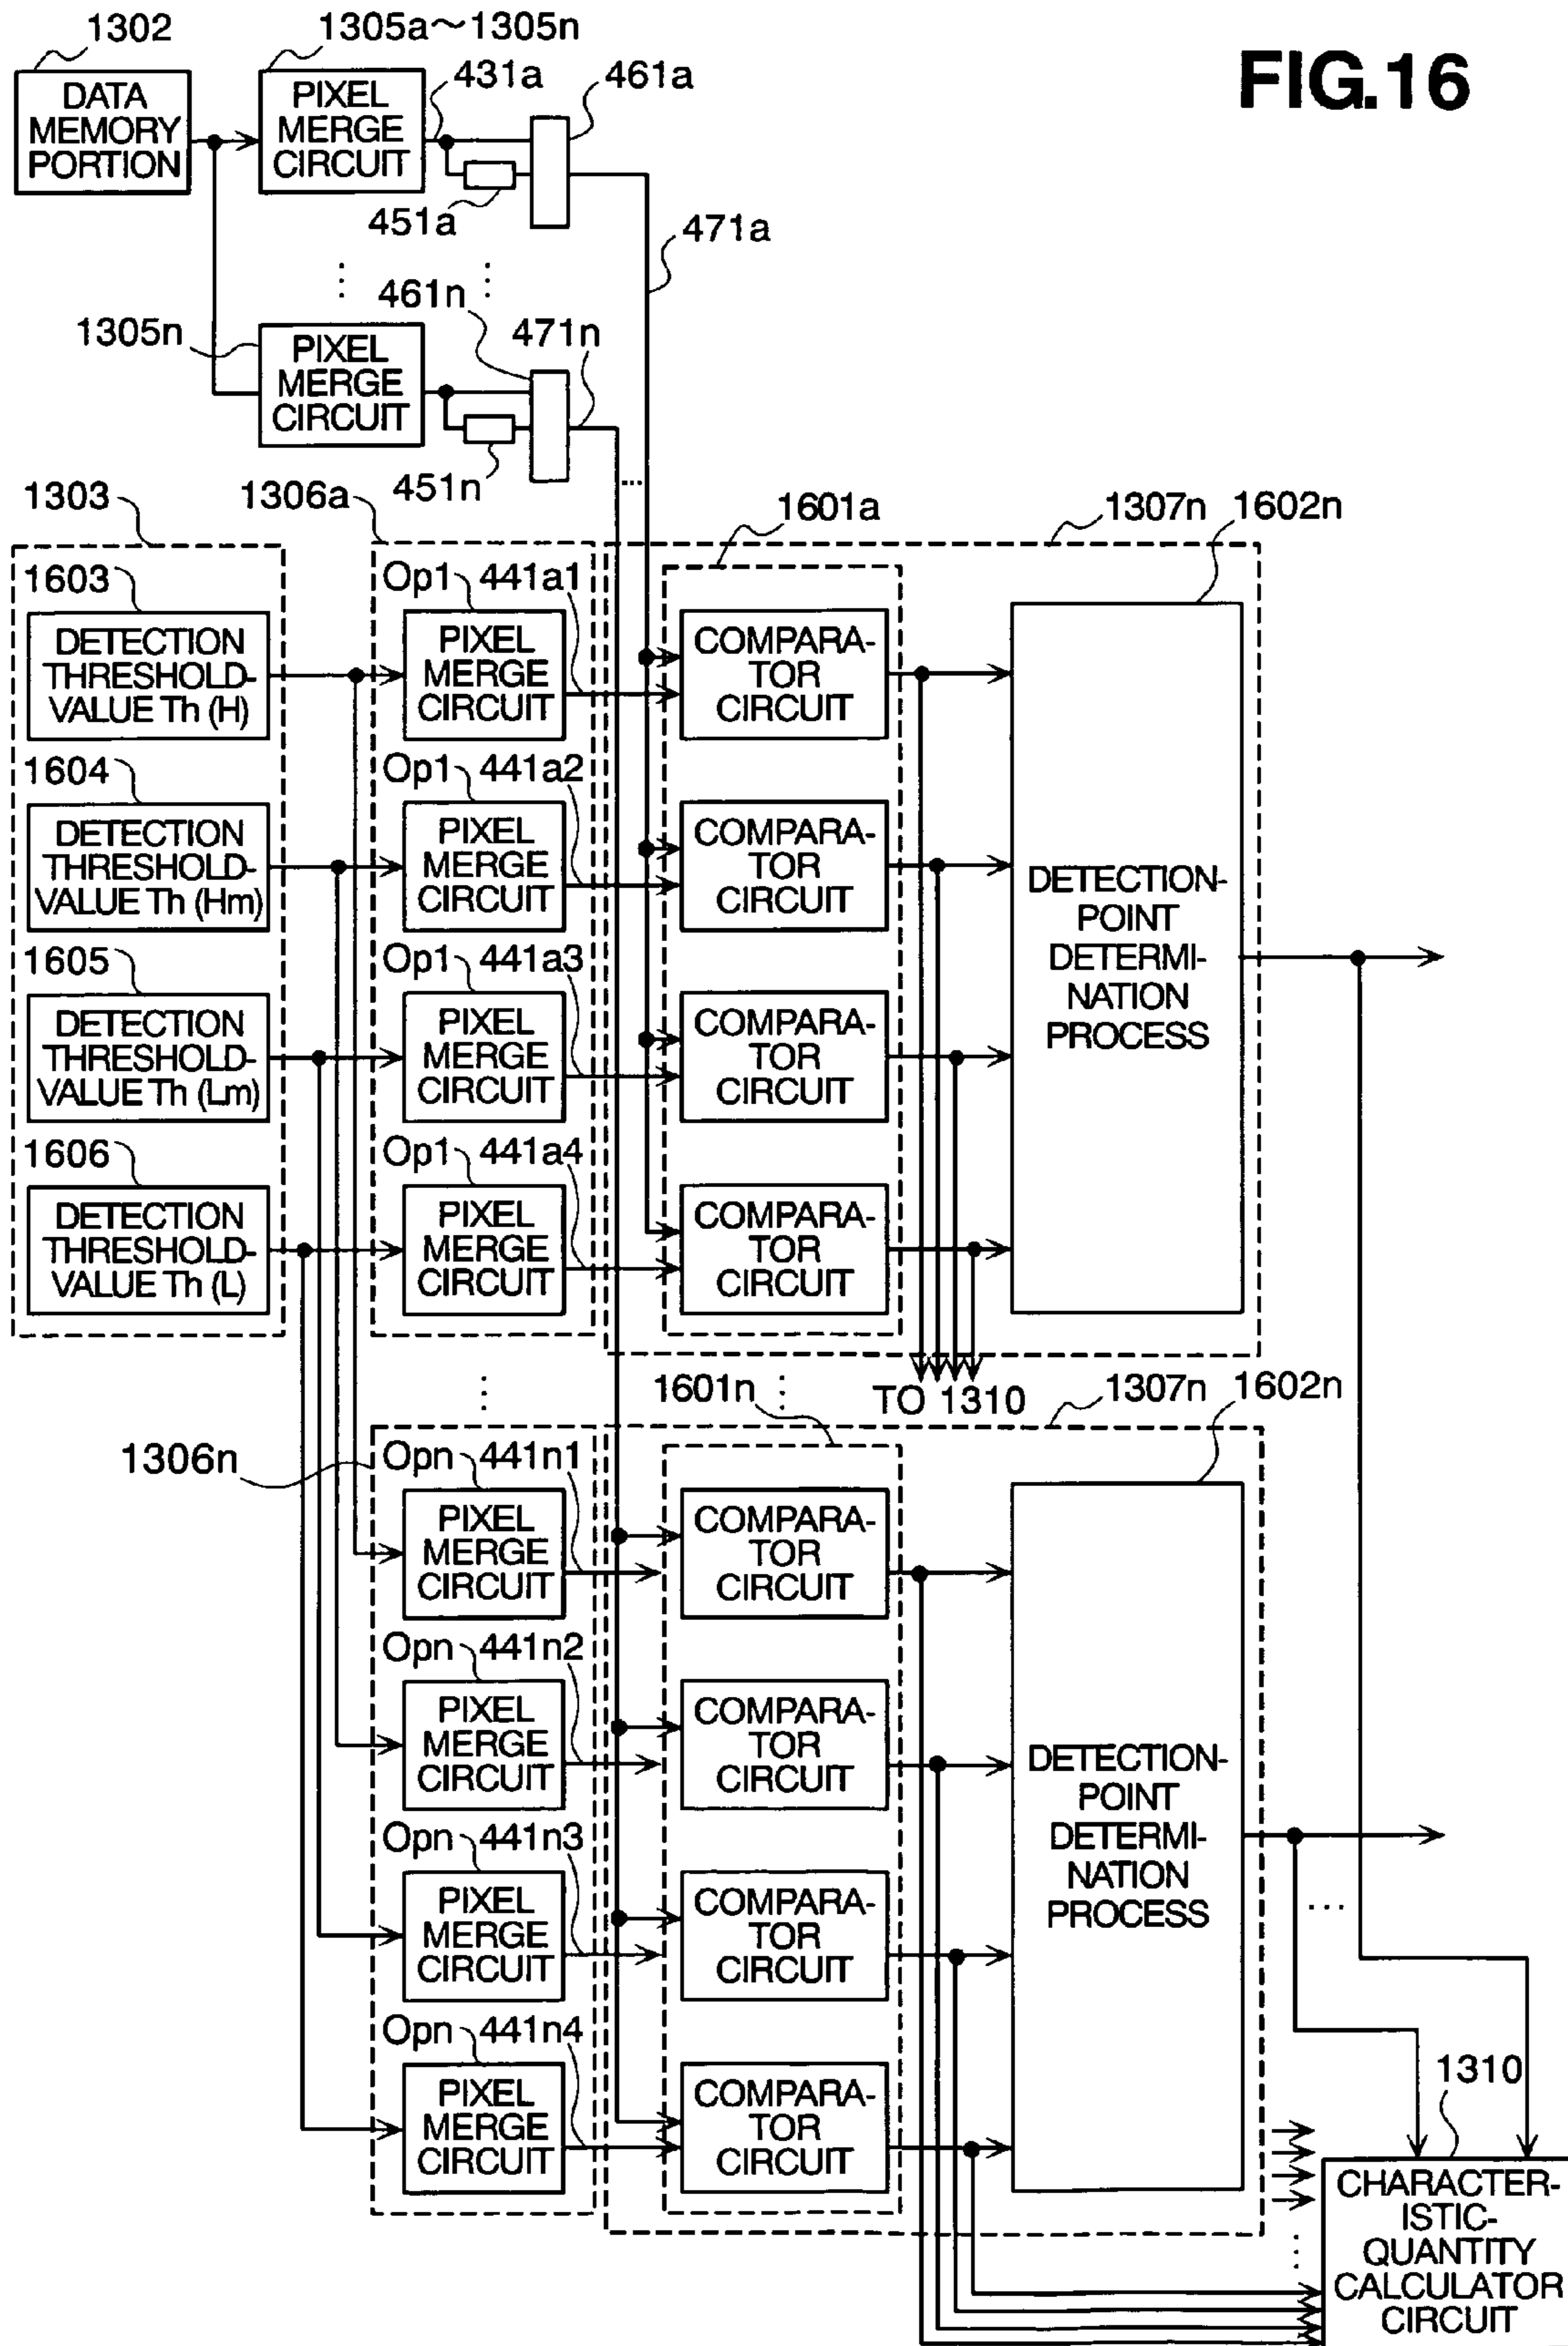 FIG.16
1302
1305a~1305n
431a
461a
DATA
MEMORY
PORTION
PIXEL
MERGE
CIRCUIT
451a
471a
461n
471n
1305n
PIXEL
MERGE
CIRCUIT
451n
1303
1306a
1601a
1307n
1602n
1603
DETECTION
THRESHOLD-
VALUE Th (H)
Op1
441a1
PIXEL
MERGE
CIRCUIT
COMPARA-
TOR
CIRCUIT
1604
DETECTION
THRESHOLD-
VALUE Th (Hm)
Op1
441a2
PIXEL
MERGE
CIRCUIT
COMPARA-
TOR
CIRCUIT
DETECTION-
POINT
DETERMI-
NATION
PROCESS
1605
DETECTION
THRESHOLD-
VALUE Th (Lm)
Op1
441a3
PIXEL
MERGE
CIRCUIT
COMPARA-
TOR
CIRCUIT
1606
DETECTION
THRESHOLD-
VALUE Th (L)
Op1
441a4
PIXEL
MERGE
CIRCUIT
COMPARA-
TOR
CIRCUIT
TO 1310
1601n
1307n
1602n
1306n
Opn
441n1
PIXEL
MERGE
CIRCUIT
COMPARA-
TOR
CIRCUIT
Opn
441n2
PIXEL
MERGE
CIRCUIT
COMPARA-
TOR
CIRCUIT
DETECTION-
POINT
DETERMI-
NATION
PROCESS
Opn
441n3
PIXEL
MERGE
CIRCUIT
COMPARA-
TOR
CIRCUIT
Opn
441n4
PIXEL
MERGE
CIRCUIT
COMPARA-
TOR
CIRCUIT
1310
CHARACTER-
ISTIC-
QUANTITY
CALCULATOR
CIRCUIT